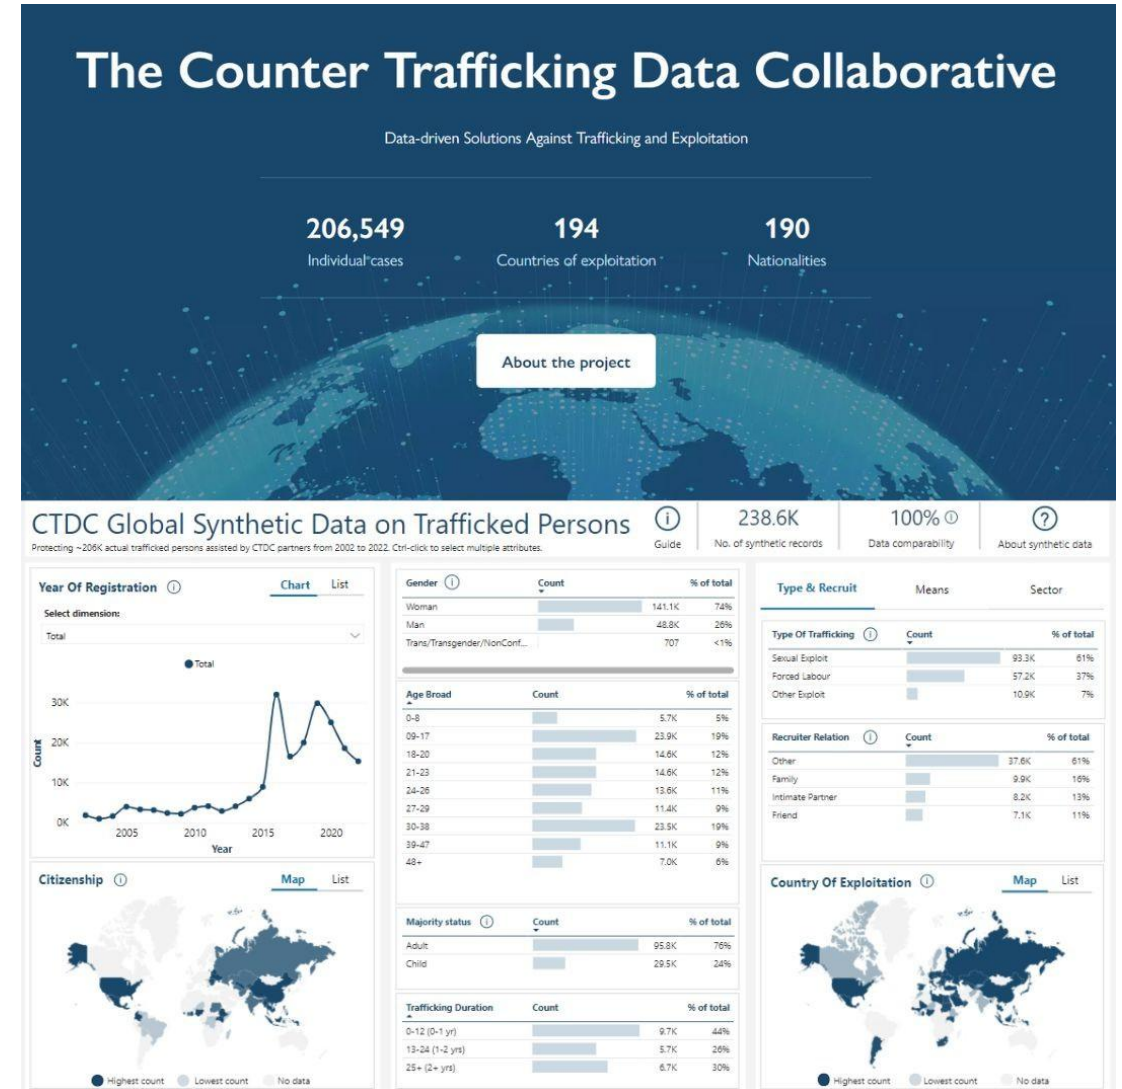 The Counter Trafficking Data Collaborative
Data-driven Solutions Against Trafficking and Exploitation
206,549 194 190
Individual cases Countries of exploitation Nationalities
About the project
CTDC Global Synthetic Data on Trafficked Persons
Protecting ~206K actual trafficked persons assisted by CTDC partners from 2002 to 2022. Ctrl-click to select multiple attributes.
Guide
238.6K
No. of synthetic records
100%
Data comparability
About synthetic data
Year Of Registration Chart List
Select dimension:
Total
Total
30K
20K
10K
0K
Count
2005 2010 2015 2020
Year
Citizenship Map List
Highest count Lowest count No data
Gender Count % of total
Woman 141.1K 74%
Man 48.8K 26%
Trans/Transgender/NonConf... 707 <1%
Age Broad Count % of total
0-8 5.7K 5%
09-17 23.9K 19%
18-20 14.6K 12%
21-23 14.6K 12%
24-26 13.6K 11%
27-29 11.4K 9%
30-38 23.5K 19%
39-47 11.1K 9%
48+ 7.0K 6%
Majority status Count % of total
Adult 95.8K 76%
Child 29.5K 24%
Trafficking Duration Count % of total
0-12 (0-1 yr) 9.7K 44%
13-24 (1-2 yrs) 5.7K 26%
25+ (2+ yrs) 6.7K 30%
Type & Recruit Means Sector
Type Of Trafficking Count % of total
Sexual Exploit 93.3K 61%
Forced Labour 57.2K 37%
Other Exploit 10.9K 7%
Recruiter Relation Count % of total
Other 37.6K 61%
Family 9.9K 16%
Intimate Partner 8.2K 13%
Friend 7.1K 11%
Country Of Exploitation Map List
Highest count Lowest count No data